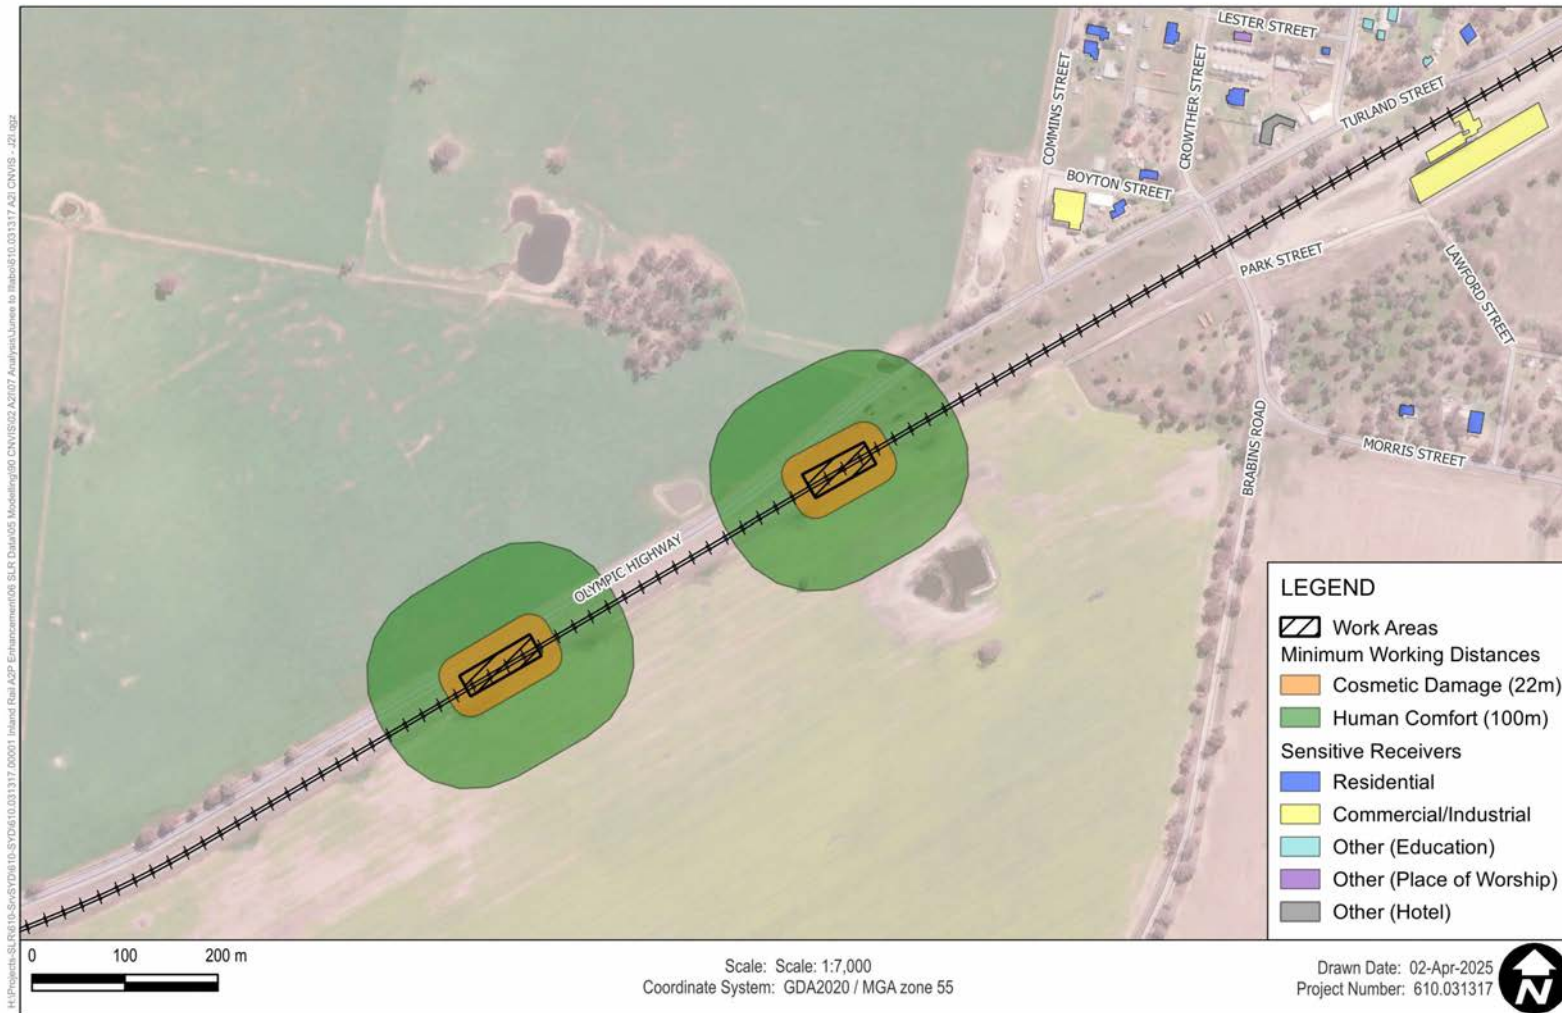 LESTER STREET
COMMINS STREET
CROWTHER STREET
TURLAND STREET
BOYTON STREET
PARK STREET
LAWFORD STREET
BRABINS ROAD
MORRIS STREET
OLYMPIC HIGHWAY
LEGEND
Work Areas
Minimum Working Distances
Cosmetic Damage (22m)
Human Comfort (100m)
Sensitive Receivers
Residential
Commercial/Industrial
Other (Education)
Other (Place of Worship)
Other (Hotel)
0 100 200 m
Scale: Scale: 1:7,000
Coordinate System: GDA2020 / MGA zone 55
Drawn Date: 02-Apr-2025
Project Number: 610.031317
N